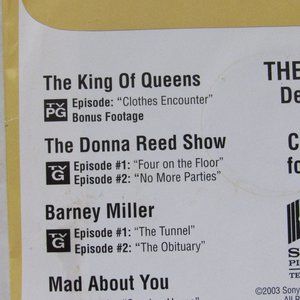 The King Of Queens
TV PG Episode: "Clothes Encounter"
Bonus Footage
The Donna Reed Show
TV G Episode #1: "Four on the Floor"
Episode #2: "No More Parties"
Barney Miller
TV G Episode #1: "The Tunnel"
Episode #2: "The Obituary"
Mad About You
THE
De
C
fo
S
P
TE
©2003 Sony
All